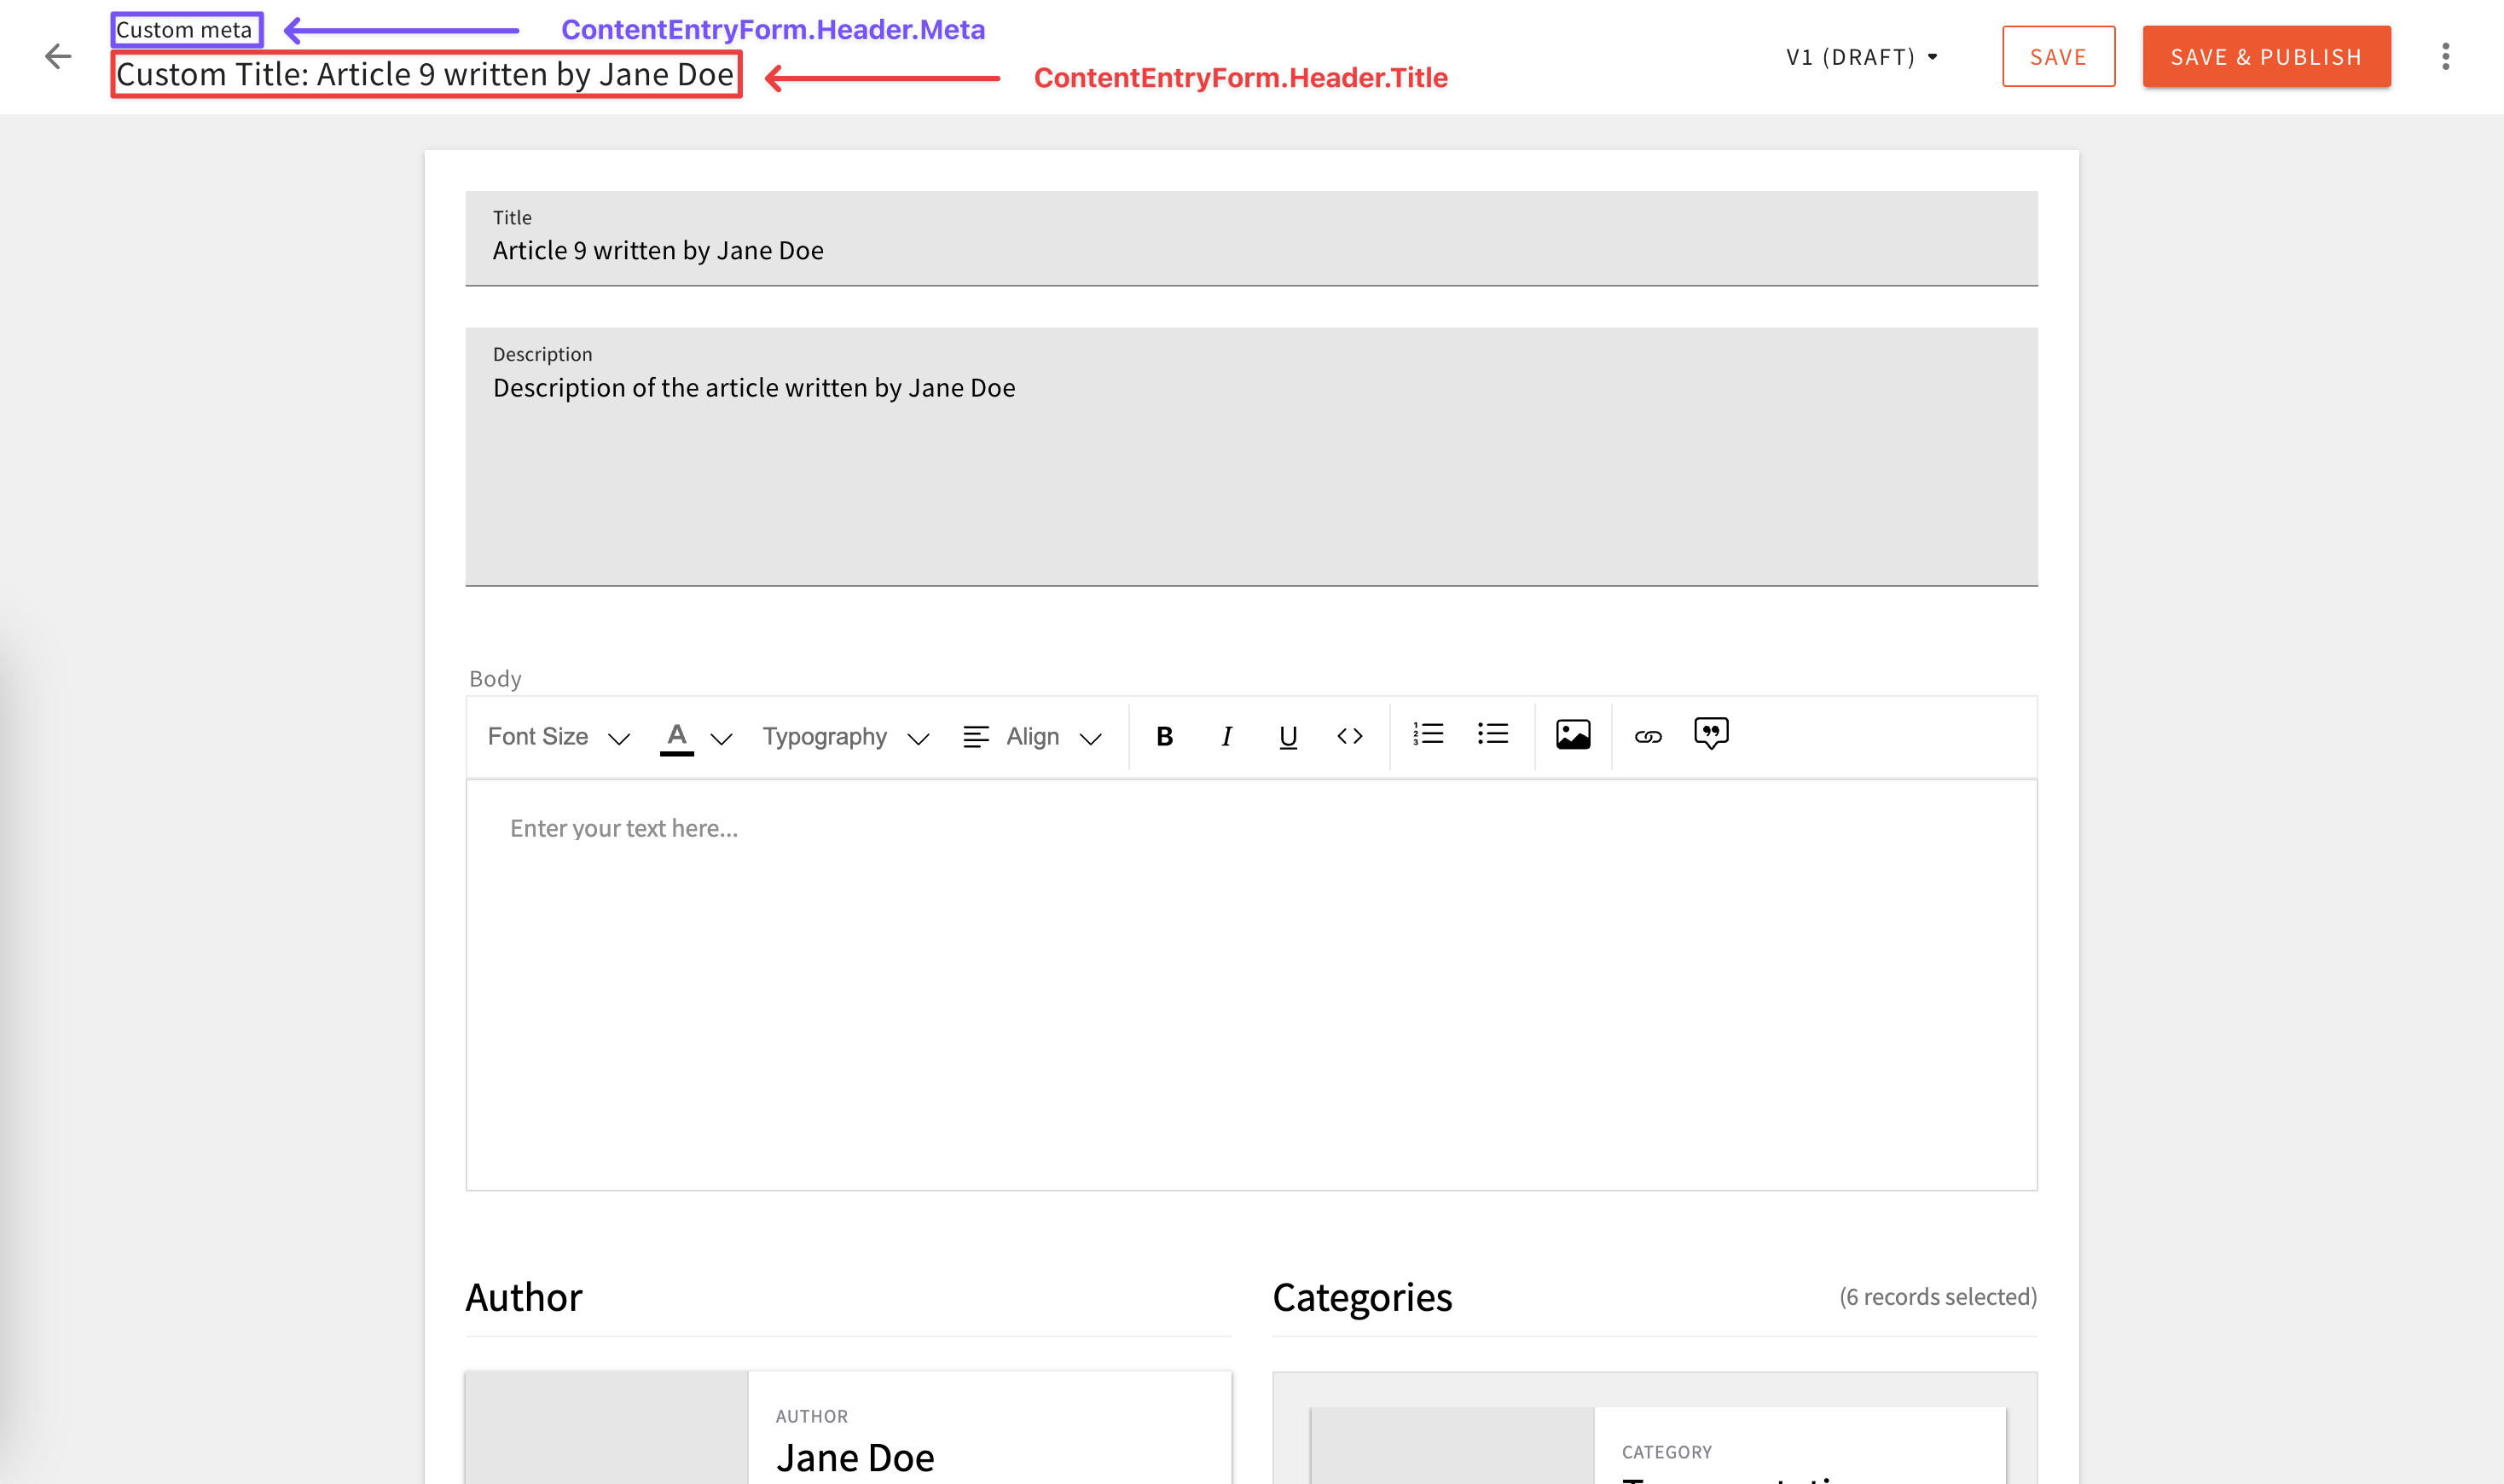 Custom meta
ContentEntryForm.Header.Meta
Custom Title: Article 9 written by Jane Doe
ContentEntryForm.Header.Title
V1 (DRAFT)
SAVE
SAVE & PUBLISH
Title
Article 9 written by Jane Doe
Description
Description of the article written by Jane Doe
Body
Font Size
A
Typography
Align
B
I
U
Enter your text here...
Author
Categories
(6 records selected)
AUTHOR
Jane Doe
CATEGORY